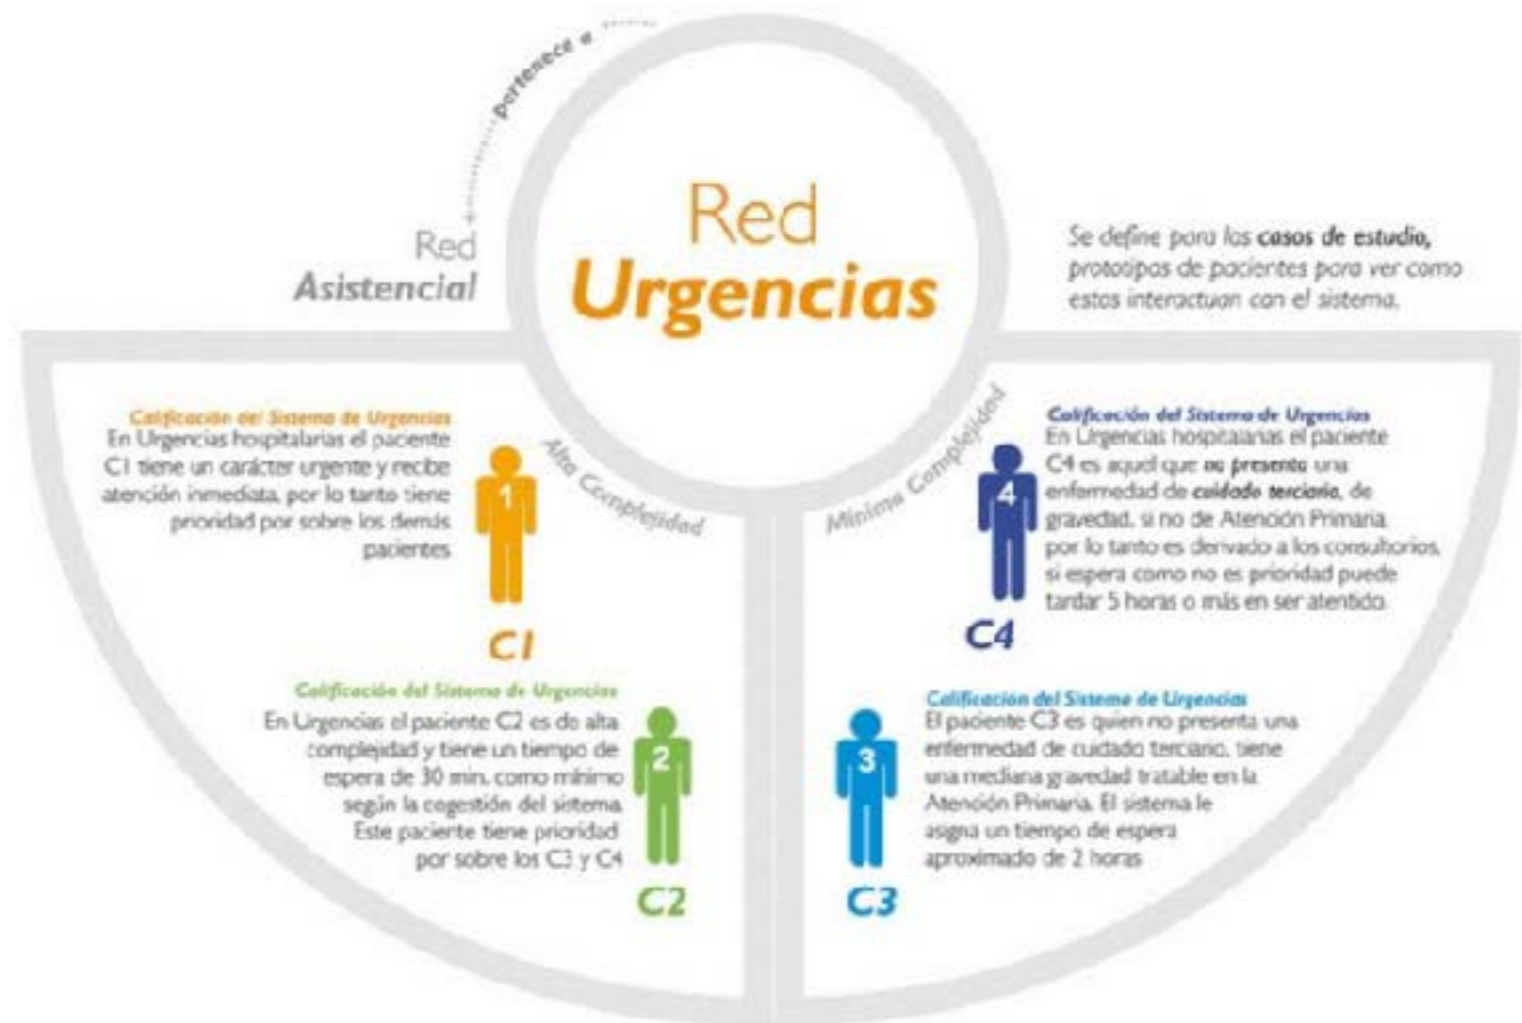 pertenece a
Red
Asistencial
Red
Urgencias
Se define para los casos de estudio,
prototipos de pacientes para ver como
estos interactuan con el sistema.
Alta Complejidad
Mínima Complejidad
Calificación del Sistema de Urgencias
En Urgencias hospitalarias el paciente
C1 tiene un carácter urgente y recibe
atención inmediata, por lo tanto tiene
prioridad por sobre los demás
pacientes
1
C1
Calificación del Sistema de Urgencias
En Urgencias el paciente C2 es de alta
complejidad y tiene un tiempo de
espera de 30 min. como mínimo
según la cogestión del sistema
Este paciente tiene prioridad
por sobre los C3 y C4
2
C2
Calificación del Sistema de Urgencias
En Urgencias hospitalarias el paciente
C4 es aquel que no presenta una
enfermedad de cuidado terciario, de
gravedad, si no de Atención Primaria,
por lo tanto es derivado a los consultorios,
si espera como no es prioridad puede
tardar 5 horas o más en ser atentido.
4
C4
Calificación del Sistema de Urgencias
El paciente C3 es quien no presenta una
enfermedad de cuidado terciario, tiene
una mediana gravedad tratable en la
Atención Primaria. El sistema le
asigna un tiempo de espera
aproximado de 2 horas
3
C3